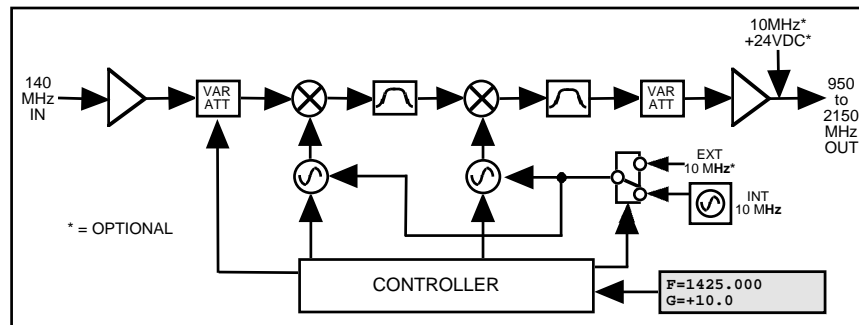 10MHz*
+24VDC*
140
MHz
IN
VAR
ATT
VAR
ATT
950
to
2150
MHz
OUT
EXT
10 MHz*
INT
10 MHz
* = OPTIONAL
CONTROLLER
F=1425.000
G=+10.0